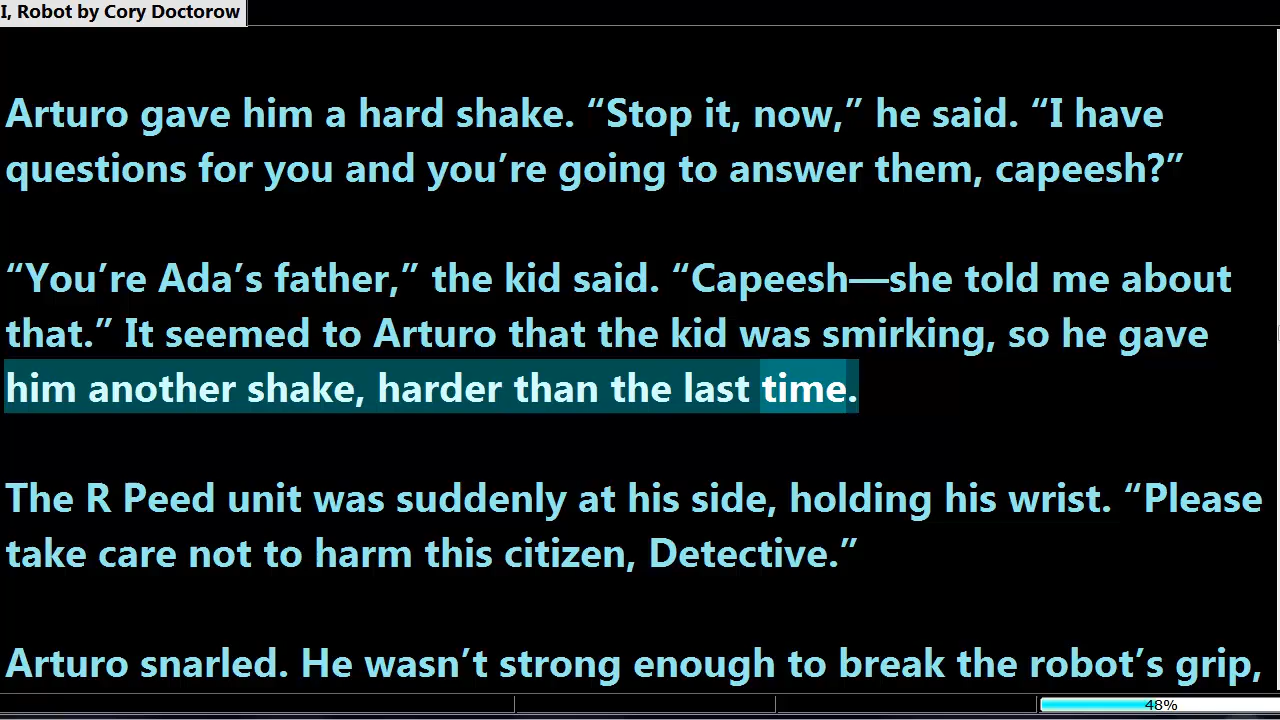 I, Robot by Cory Doctorow
Arturo gave him a hard shake. “Stop it, now,” he said. “I have
questions for you and you’re going to answer them, capeesh?”
“You’re Ada’s father,” the kid said. “Capeesh—she told me about
that.” It seemed to Arturo that the kid was smirking, so he gave
him another shake, harder than the last time.
The R Peed unit was suddenly at his side, holding his wrist. “Please
take care not to harm this citizen, Detective.”
Arturo snarled. He wasn’t strong enough to break the robot’s grip,
48%